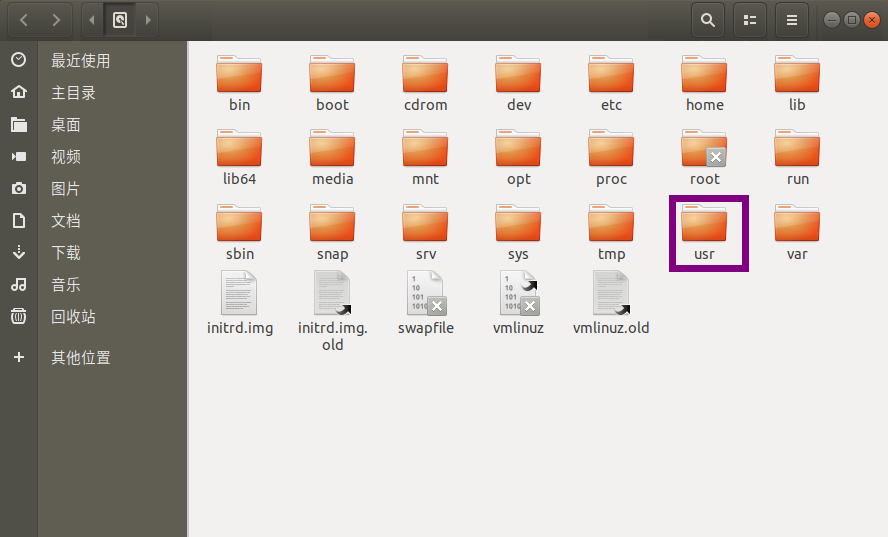 最近使用
主目录
桌面
视频
图片
文档
下载
音乐
回收站
其他位置
bin boot cdrom dev etc home lib
lib64 media mnt opt proc root run
sbin snap srv sys tmp usr var
initrd.img initrd.img. swapfile vmlinuz vmlinuz.old
old